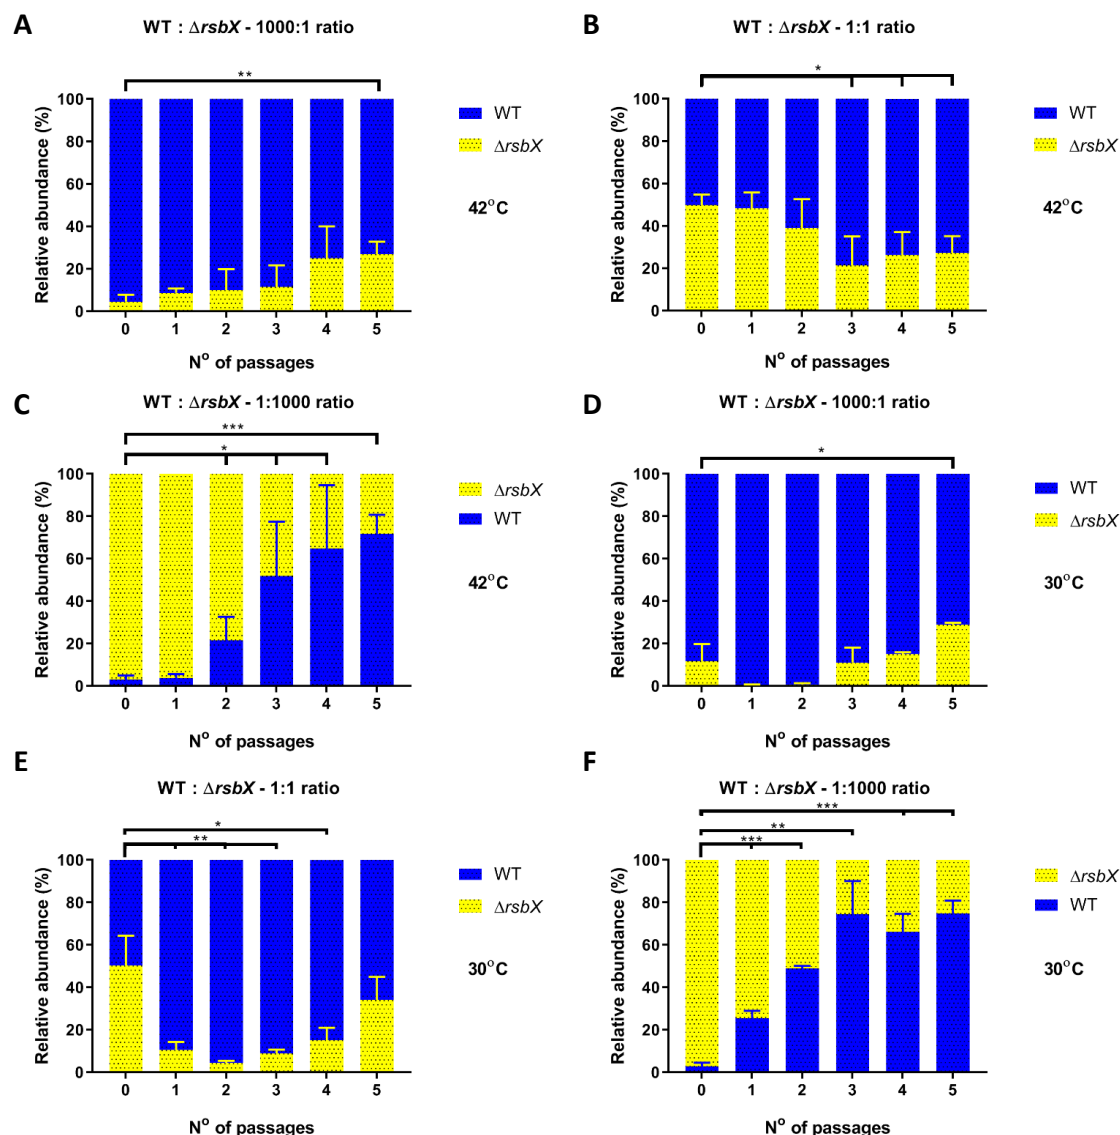 A
WT : ΔrsbX - 1000:1 ratio
**
100
80
60
40
20
0
Relative abundance (%)
0 1 2 3 4 5
Nº of passages
WT
ΔrsbX
42°C
B
WT : ΔrsbX - 1:1 ratio
*
100
80
60
40
20
0
Relative abundance (%)
0 1 2 3 4 5
Nº of passages
WT
ΔrsbX
42°C
C
WT : ΔrsbX - 1:1000 ratio
***
*
100
80
60
40
20
0
Relative abundance (%)
0 1 2 3 4 5
Nº of passages
ΔrsbX
WT
42°C
D
WT : ΔrsbX - 1000:1 ratio
*
100
80
60
40
20
0
Relative abundance (%)
0 1 2 3 4 5
Nº of passages
WT
ΔrsbX
30°C
E
WT : ΔrsbX - 1:1 ratio
*
**
100
80
60
40
20
0
Relative abundance (%)
0 1 2 3 4 5
Nº of passages
WT
ΔrsbX
30°C
F
WT : ΔrsbX - 1:1000 ratio
***
**
***
100
80
60
40
20
0
Relative abundance (%)
0 1 2 3 4 5
Nº of passages
ΔrsbX
WT
30°C